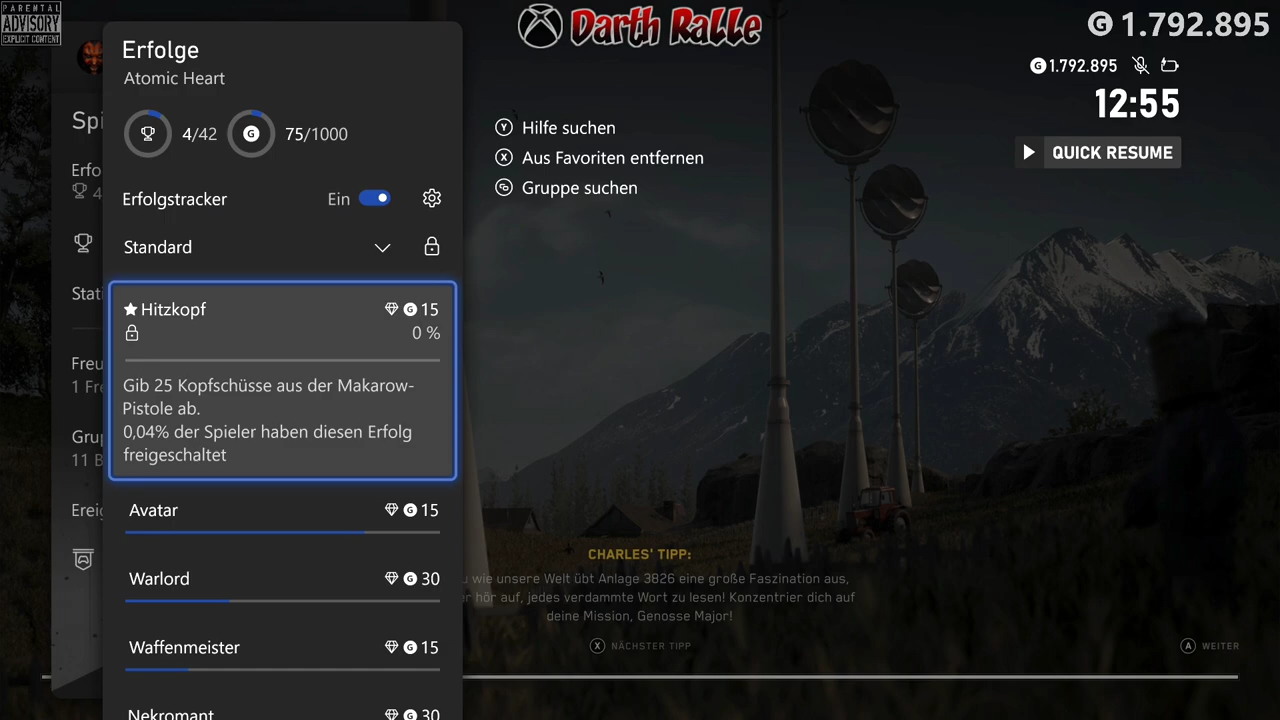 PARENTAL
ADVISORY
EXPLICIT CONTENT
Darth Ralle
G 1.792.895
G 1.792.895
12:55
QUICK RESUME
Erfolge
Atomic Heart
4/42
G
75/1000
Erfolgstracker
Ein
Standard
Hitzkopf
G 15
0 %
Gib 25 Kopfschüsse aus der Makarow-
Pistole ab.
0,04% der Spieler haben diesen Erfolg
freigeschaltet
Avatar
G 15
Warlord
G 30
Waffenmeister
G 15
Nekromant
G 30
Y Hilfe suchen
X Aus Favoriten entfernen
Gruppe suchen
Spi
Erfo
4
Stati
Freu
1 Fr
Gru
11 B
Erei
CHARLES' TIPP:
u wie unsere Welt übt Anlage 3826 eine große Faszination aus,
er hör auf, jedes verdammte Wort zu lesen! Konzentrier dich auf
deine Mission, Genosse Major!
X NÄCHSTER TIPP
A WEITER